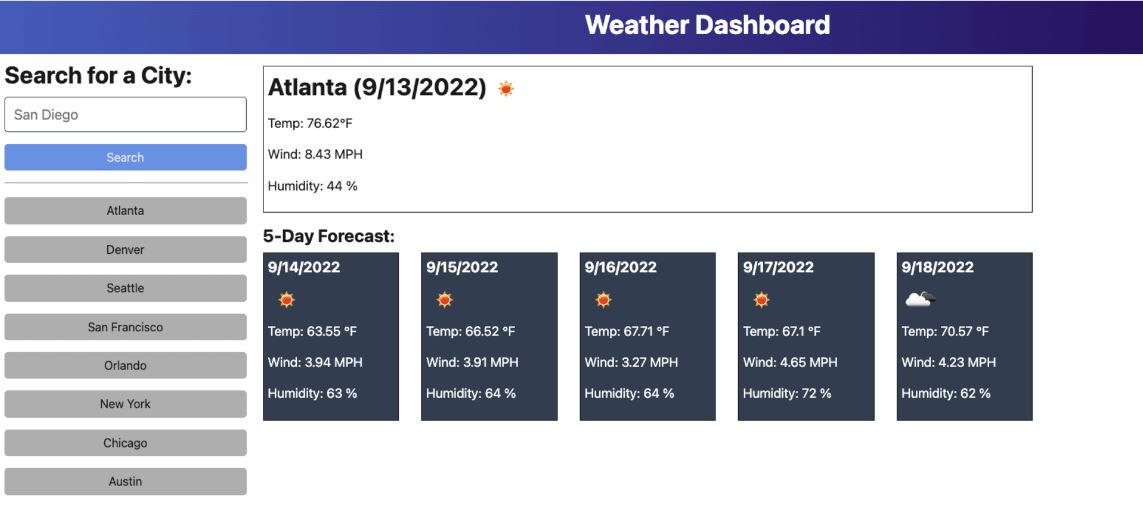 Weather Dashboard
Search for a City:
San Diego
Search
Atlanta
Denver
Seattle
San Francisco
Orlando
New York
Chicago
Austin
Atlanta (9/13/2022)
Temp: 76.62°F
Wind: 8.43 MPH
Humidity: 44 %
5-Day Forecast:
9/14/2022
Temp: 63.55 °F
Wind: 3.94 MPH
Humidity: 63 %
9/15/2022
Temp: 66.52 °F
Wind: 3.91 MPH
Humidity: 64 %
9/16/2022
Temp: 67.71 °F
Wind: 3.27 MPH
Humidity: 64 %
9/17/2022
Temp: 67.1 °F
Wind: 4.65 MPH
Humidity: 72 %
9/18/2022
Temp: 70.57 °F
Wind: 4.23 MPH
Humidity: 62 %